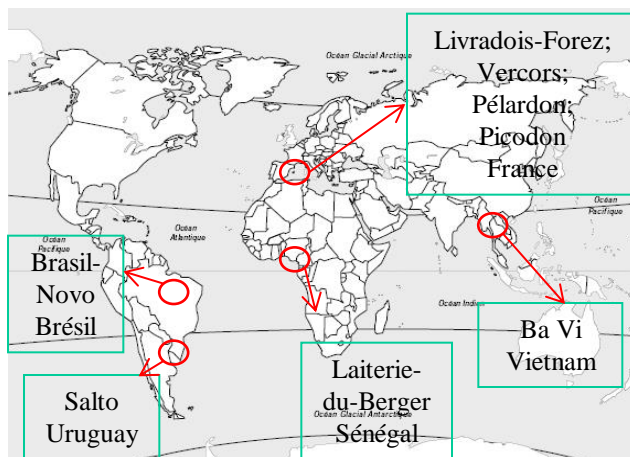 Océan Glacial Arctique
Livradois-Forez;
Vercors;
Pélardon;
Picodon
France
Océan
Pacifique
Océan
Atlantique
Océan
Pacifique
Brasil-
Novo
Brésil
Océan Indien
Ba Vi
Vietnam
Salto
Uruguay
Laiterie-
du-Berger
Sénégal
Océan Glacial Antarctique